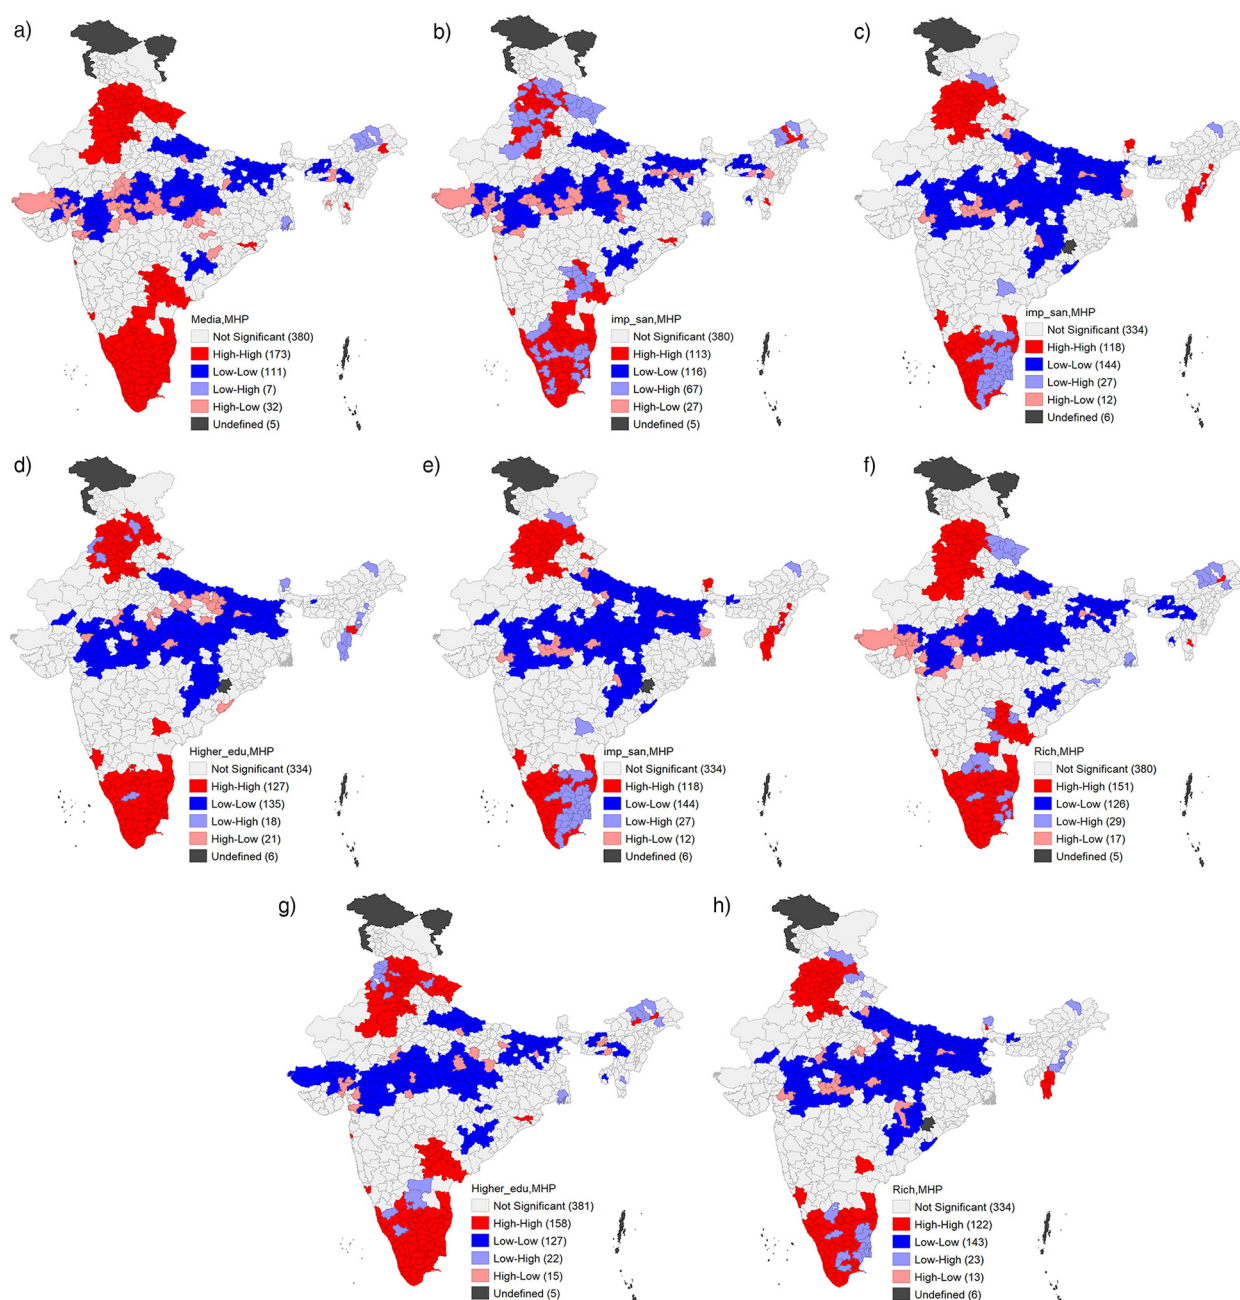 a)
Media,MHP
Not Significant (380)
High-High (173)
Low-Low (111)
Low-High (7)
High-Low (32)
Undefined (5)
b)
imp_san,MHP
Not Significant (380)
High-High (113)
Low-Low (116)
Low-High (67)
High-Low (27)
Undefined (5)
c)
imp_san,MHP
Not Significant (334)
High-High (118)
Low-Low (144)
Low-High (27)
High-Low (12)
Undefined (6)
d)
Higher_edu,MHP
Not Significant (334)
High-High (127)
Low-Low (135)
Low-High (18)
High-Low (21)
Undefined (6)
e)
imp_san,MHP
Not Significant (334)
High-High (118)
Low-Low (144)
Low-High (27)
High-Low (12)
Undefined (6)
f)
Rich,MHP
Not Significant (380)
High-High (151)
Low-Low (126)
Low-High (29)
High-Low (17)
Undefined (5)
g)
Higher_edu,MHP
Not Significant (381)
High-High (158)
Low-Low (127)
Low-High (22)
High-Low (15)
Undefined (5)
h)
Rich,MHP
Not Significant (334)
High-High (122)
Low-Low (143)
Low-High (23)
High-Low (13)
Undefined (6)